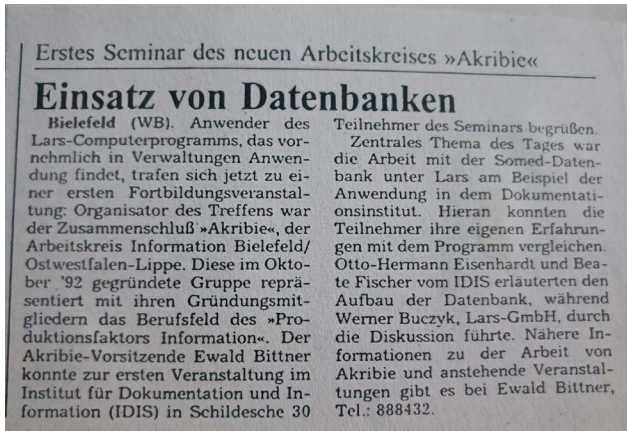 Erstes Seminar des neuen Arbeitskreises »Akribie«
Einsatz von Datenbanken
Bielefeld (WB). Anwender des
Lars-Computerprogramms, das vor-
nehmlich in Verwaltungen Anwen-
dung findet, trafen sich jetzt zu ei-
ner ersten Fortbildungsveranstal-
tung: Organisator des Treffens war
der Zusammenschluß »Akribie«, der
Arbeitskreis Information Bielefeld/
Ostwestfalen-Lippe. Diese im Okto-
ber '92 gegründete Gruppe reprä-
sentiert mit ihren Gründungsmit-
gliedern das Berufsfeld des »Pro-
duktionsfaktors Information«. Der
Akribie-Vorsitzende Ewald Bittner
konnte zur ersten Veranstaltung im
Institut für Dokumentation und In-
formation (IDIS) in Schildesche 30
Teilnehmer des Seminars begrüßen.
Zentrales Thema des Tages war
die Arbeit mit der Somed-Daten-
bank unter Lars am Beispiel der
Anwendung in dem Dokumentati-
onsinstitut. Hieran konnten die
Teilnehmer ihre eigenen Erfahrun-
gen mit dem Programm vergleichen.
Otto-Hermann Eisenhardt und Bea-
te Fischer vom IDIS erläuterten den
Aufbau der Datenbank, während
Werner Buczyk, Lars-GmbH, durch
die Diskussion führte. Nähere In-
formationen zu der Arbeit von
Akribie und anstehende Veranstal-
tungen gibt es bei Ewald Bittner,
Tel.: 888432.